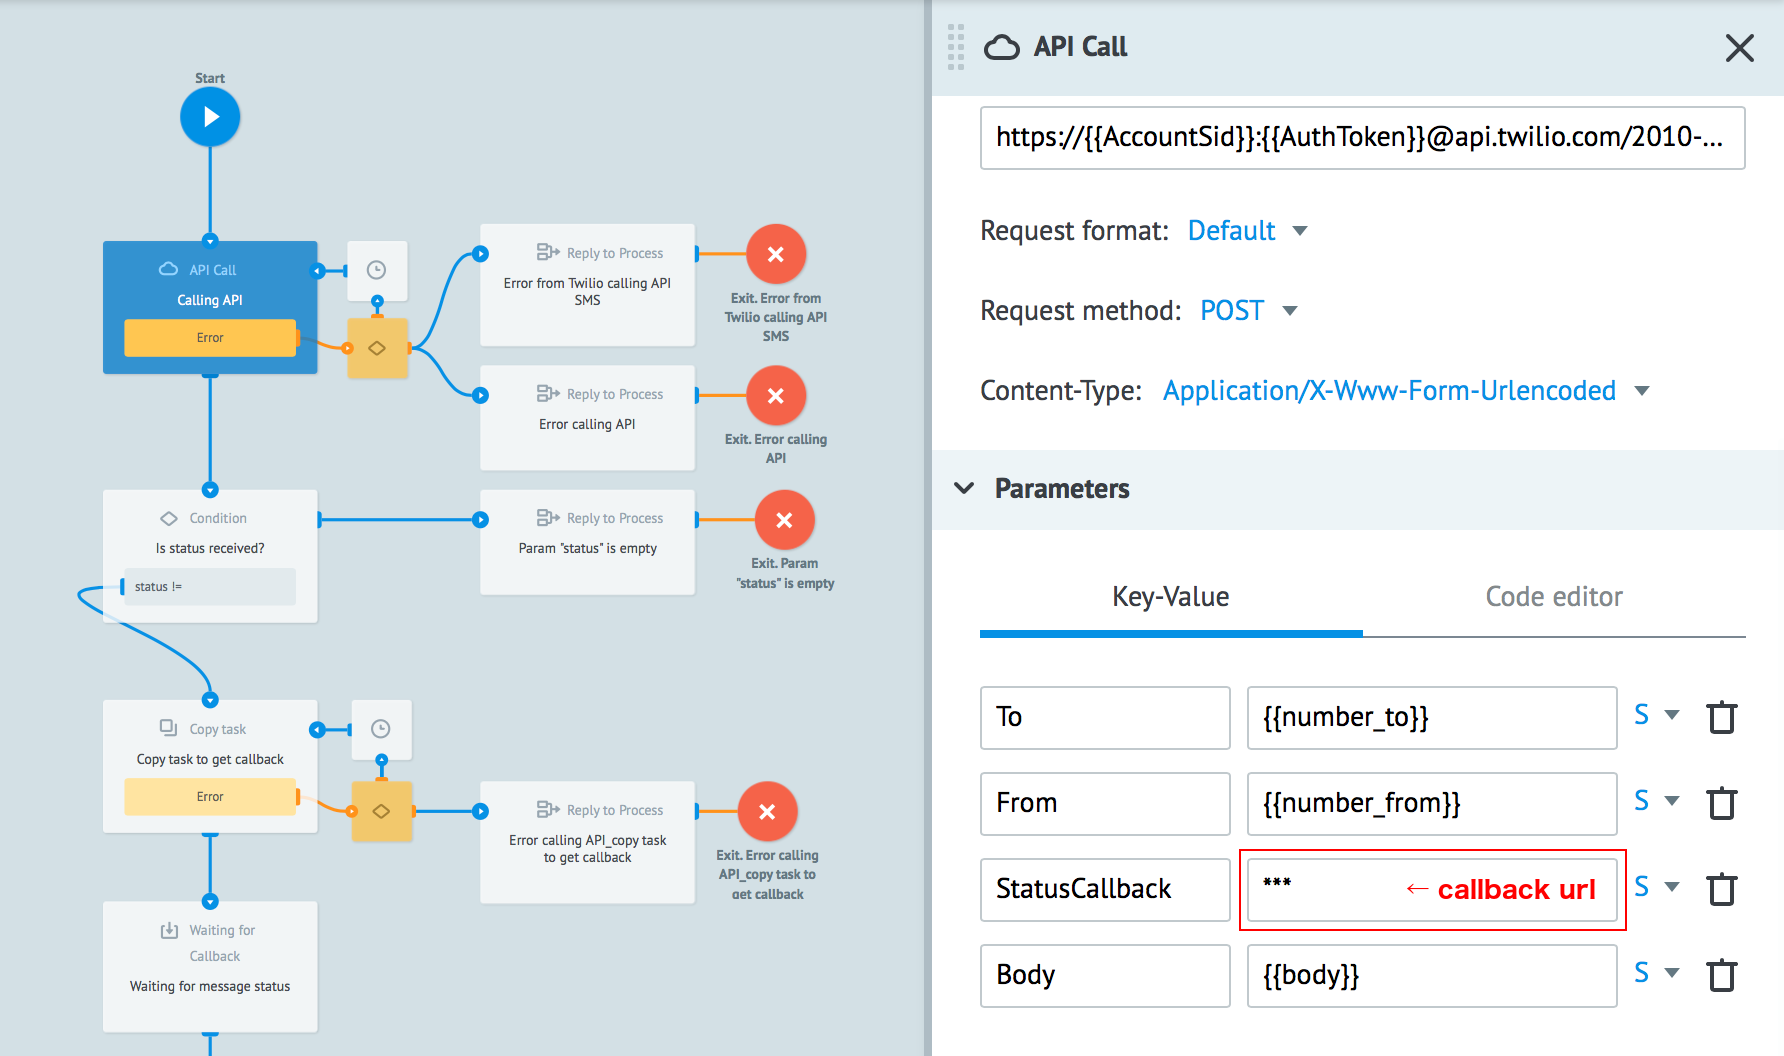 Start
API Call
Calling API
Error
Reply to Process
Error from Twilio calling API
SMS
Exit. Error from
Twilio calling API
SMS
Reply to Process
Error calling API
Exit. Error calling
API
Condition
Is status received?
status !=
Reply to Process
Param "status" is empty
Exit. Param
"status" is empty
Copy task
Copy task to get callback
Error
Reply to Process
Error calling API_copy task
to get callback
Exit. Error calling
API_copy task to
get callback
Waiting for
Callback
Waiting for message status
API Call
https://{{AccountSid}}:{{AuthToken}}@api.twilio.com/2010-...
Request format: Default
Request method: POST
Content-Type: Application/X-Www-Form-Urlencoded
Parameters
Key-Value Code editor
To {{number_to}} S
From {{number_from}} S
StatusCallback *** ← callback url S
Body {{body}} S